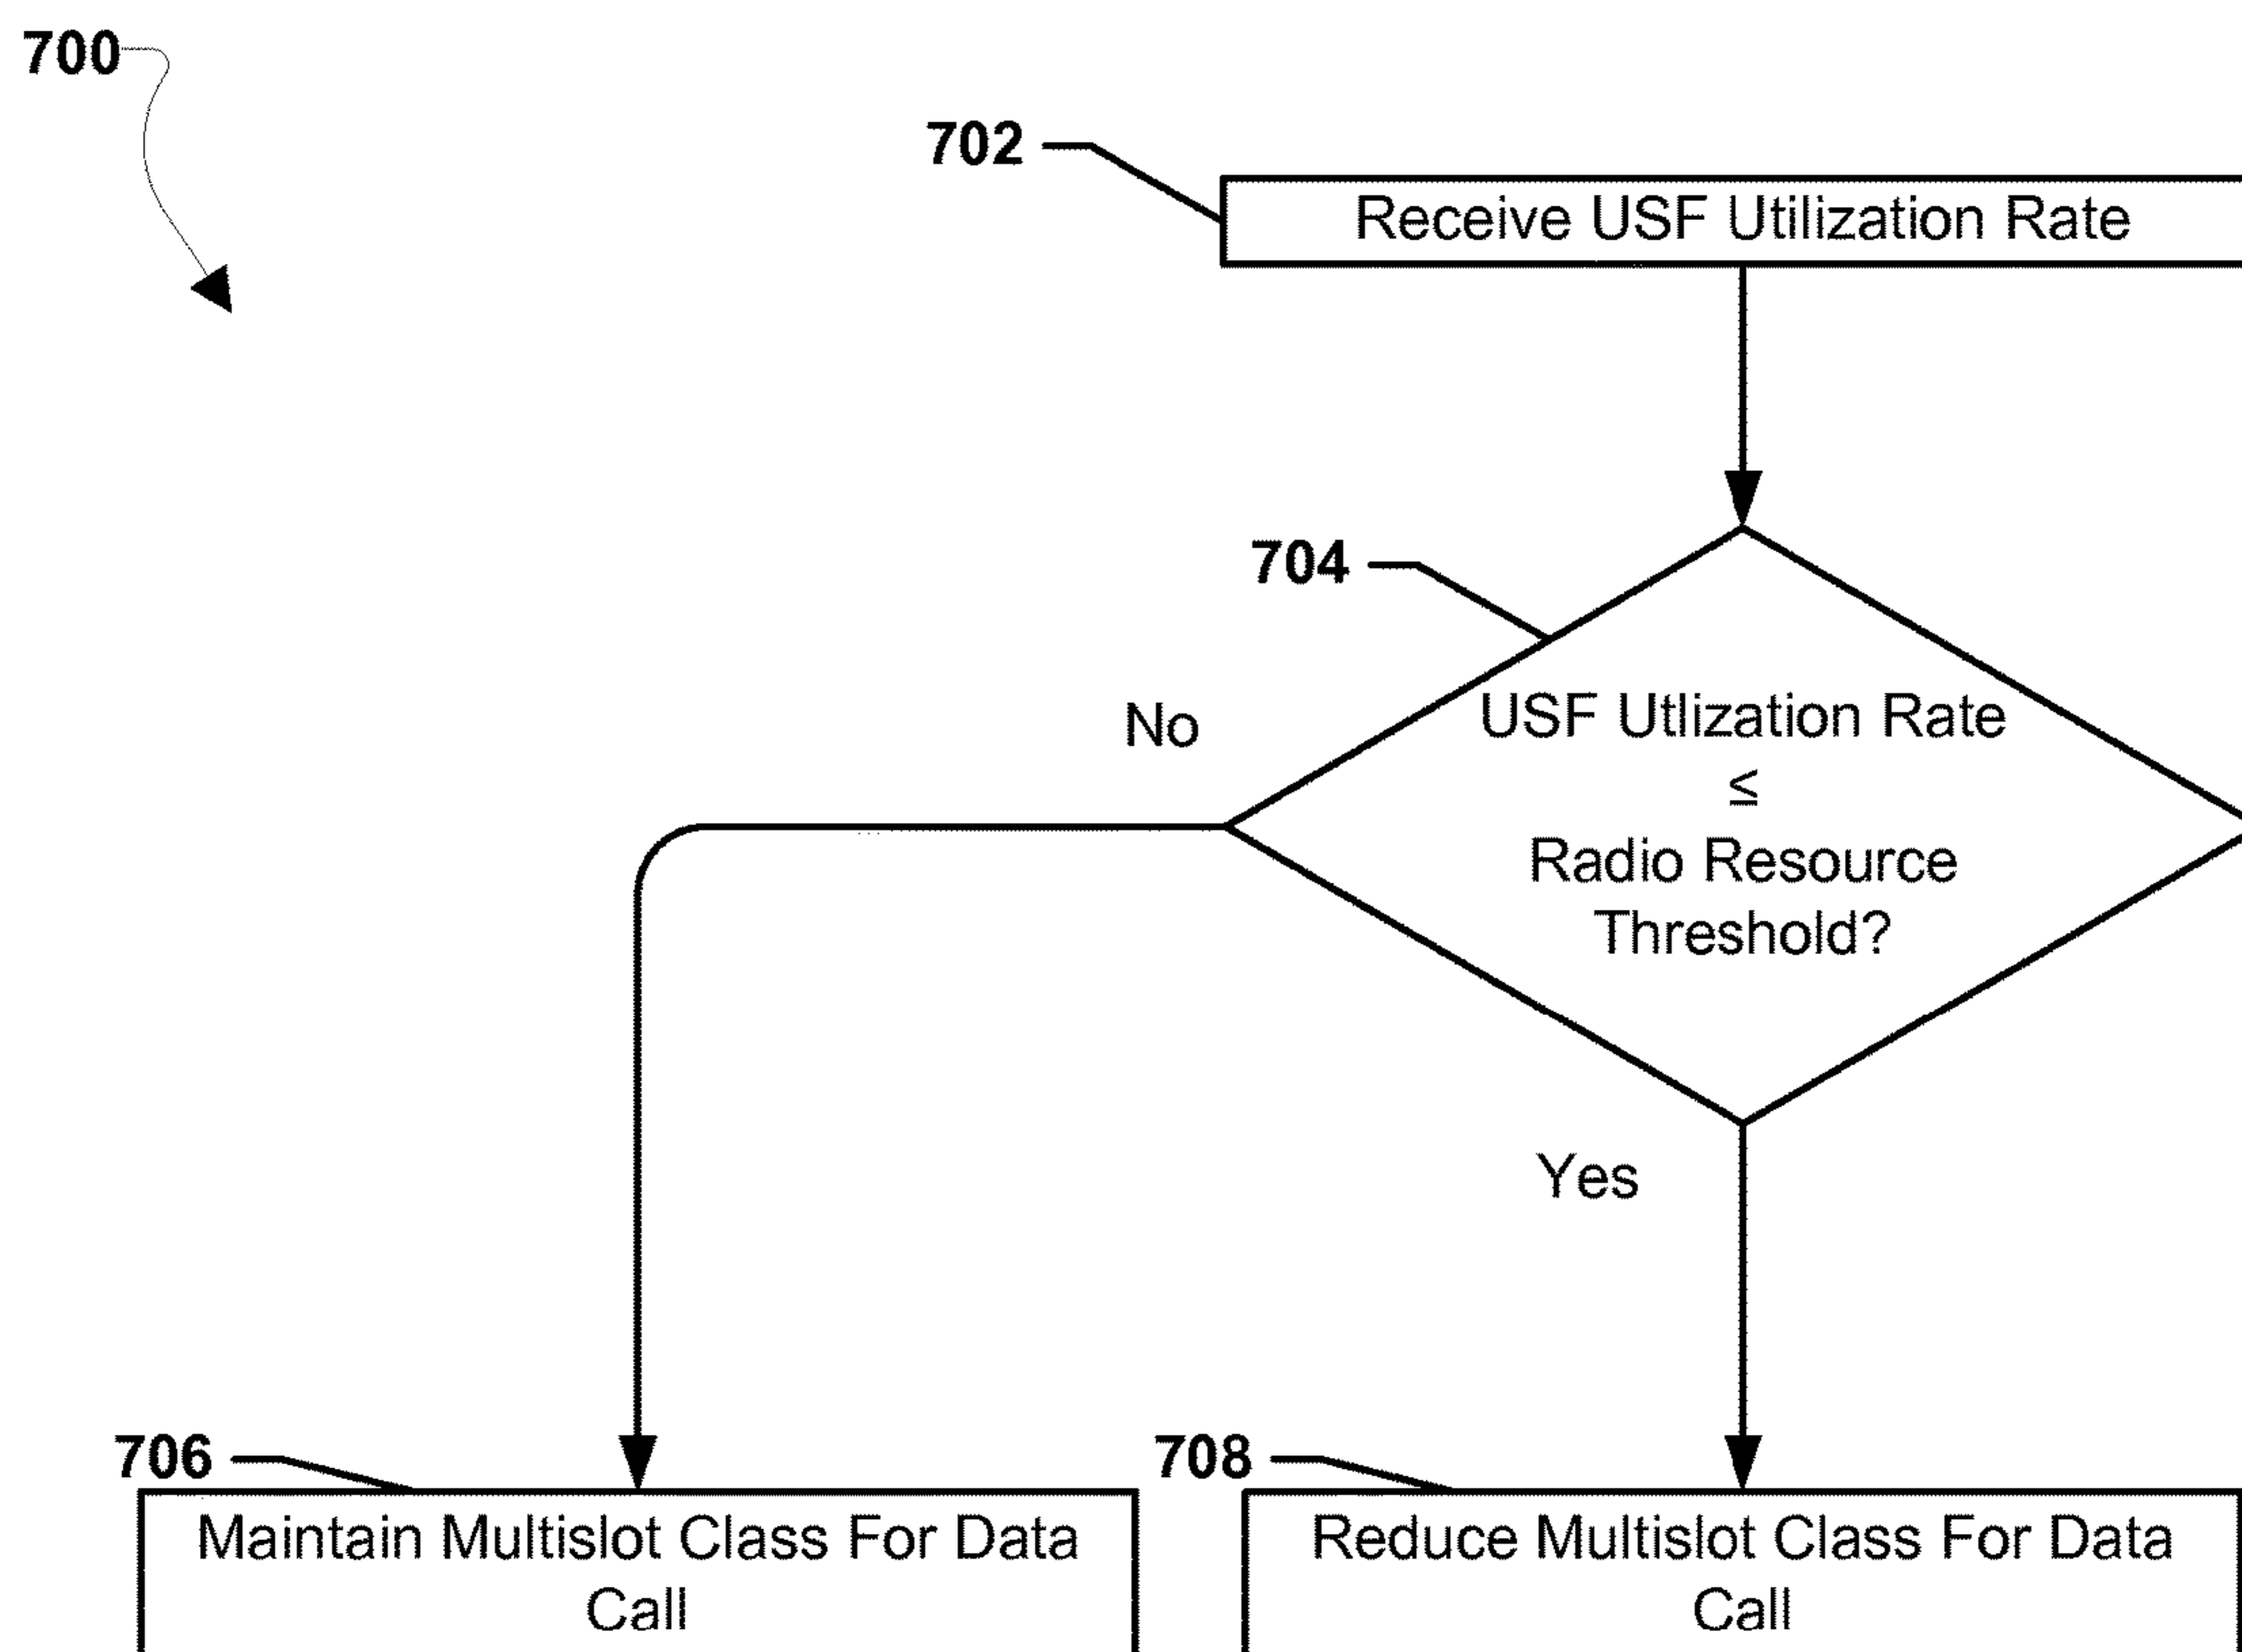 700
702
Receive USF Utilization Rate
704
No
USF Utlization Rate
≤
Radio Resource
Threshold?
Yes
706
Maintain Multislot Class For Data
Call
708
Reduce Multislot Class For Data
Call